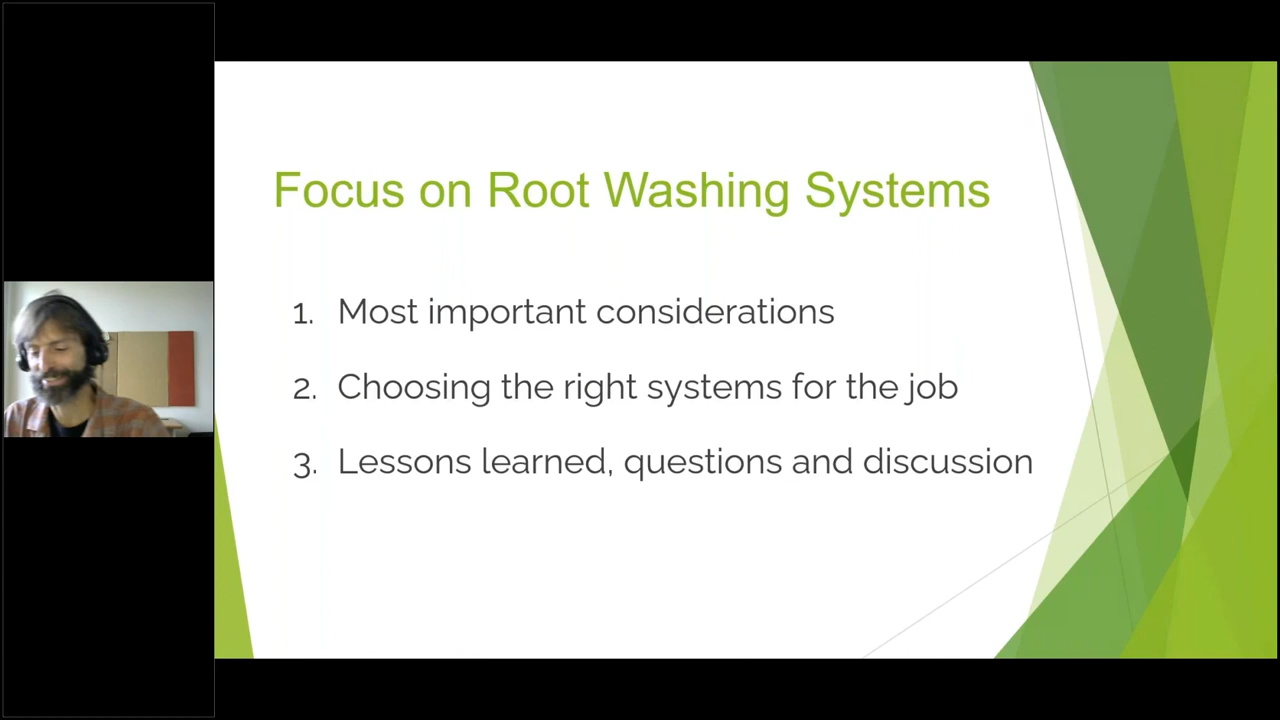 Focus on Root Washing Systems
1. Most important considerations
2. Choosing the right systems for the job
3. Lessons learned, questions and discussion